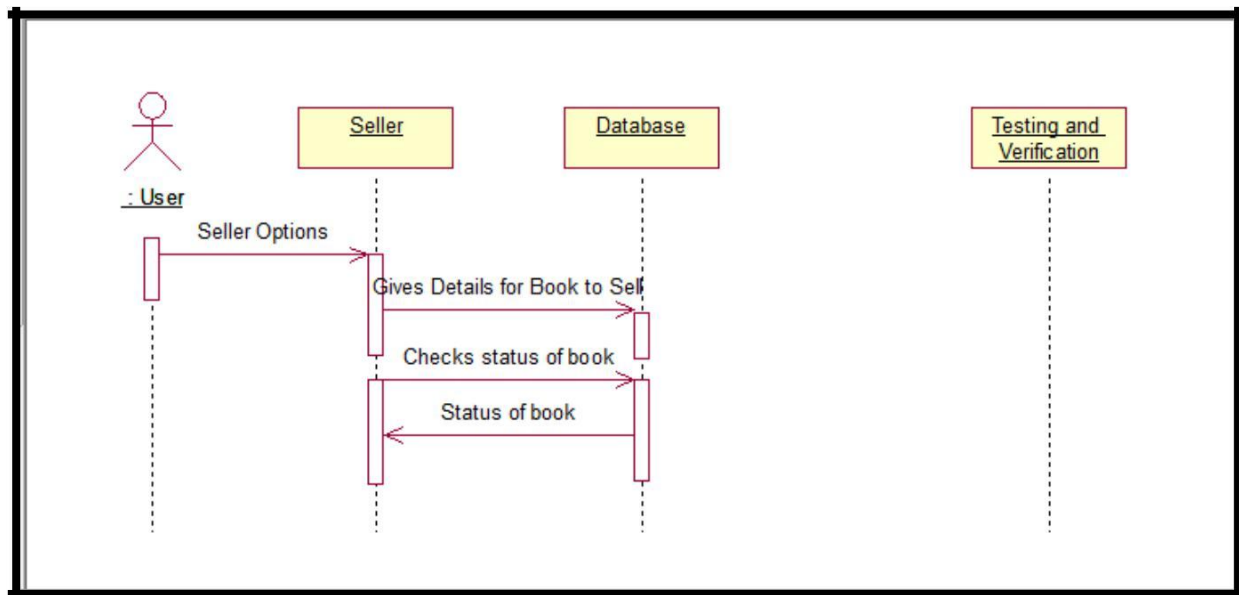 Seller
Database
Testing and
Verification
: User
Seller Options
Gives Details for Book to Sell
Checks status of book
Status of book